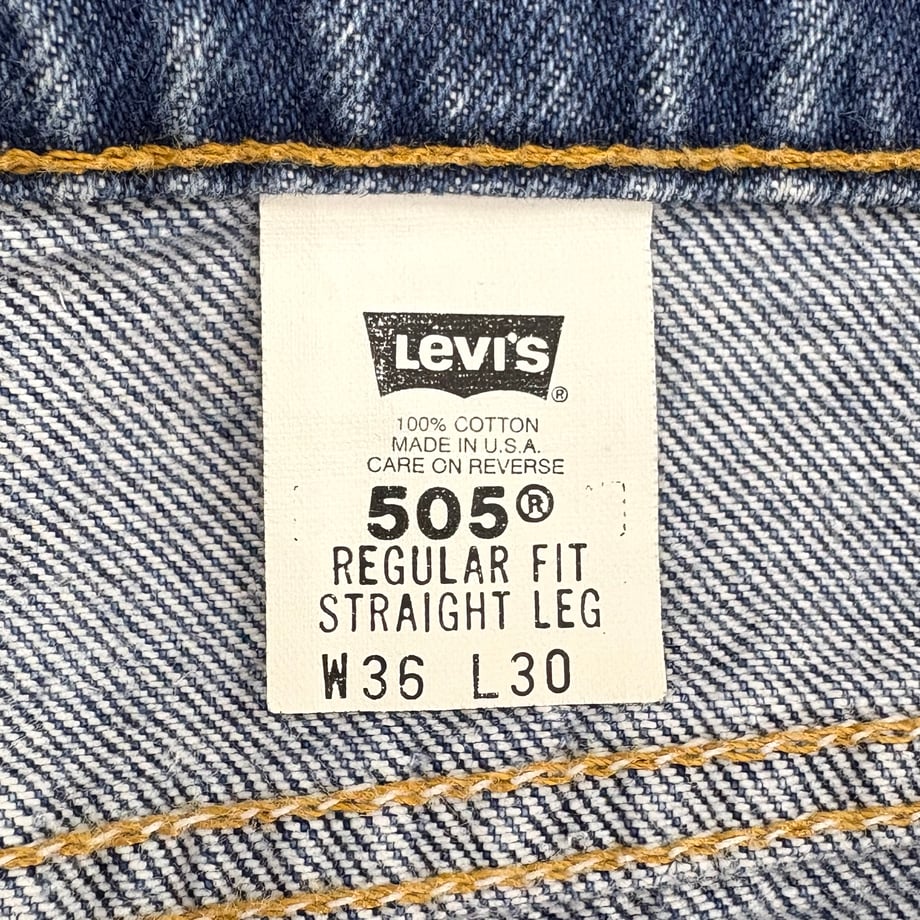 Levi's®
100% COTTON
MADE IN U.S.A.
CARE ON REVERSE
505®
REGULAR FIT
STRAIGHT LEG
W36 L30